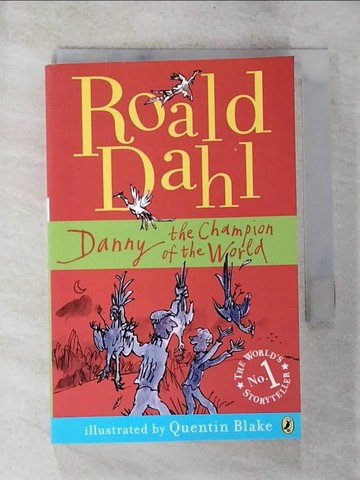 Roald
Dahl
Danny the Champion
of the World
THE WORLD'S
No. 1
STORYTELLER
illustrated by Quentin Blake